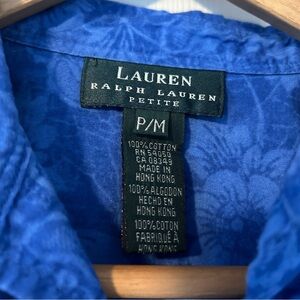 LAUREN
RALPH LAUREN
PETITE
P/M
100%COTTON
RN 54050
CA 08349
MADE IN
HONG KONG
100%ALGODON
HECHO EN
HONG KONG
100%COTON
FABRIQUÉ À
HONG KONG